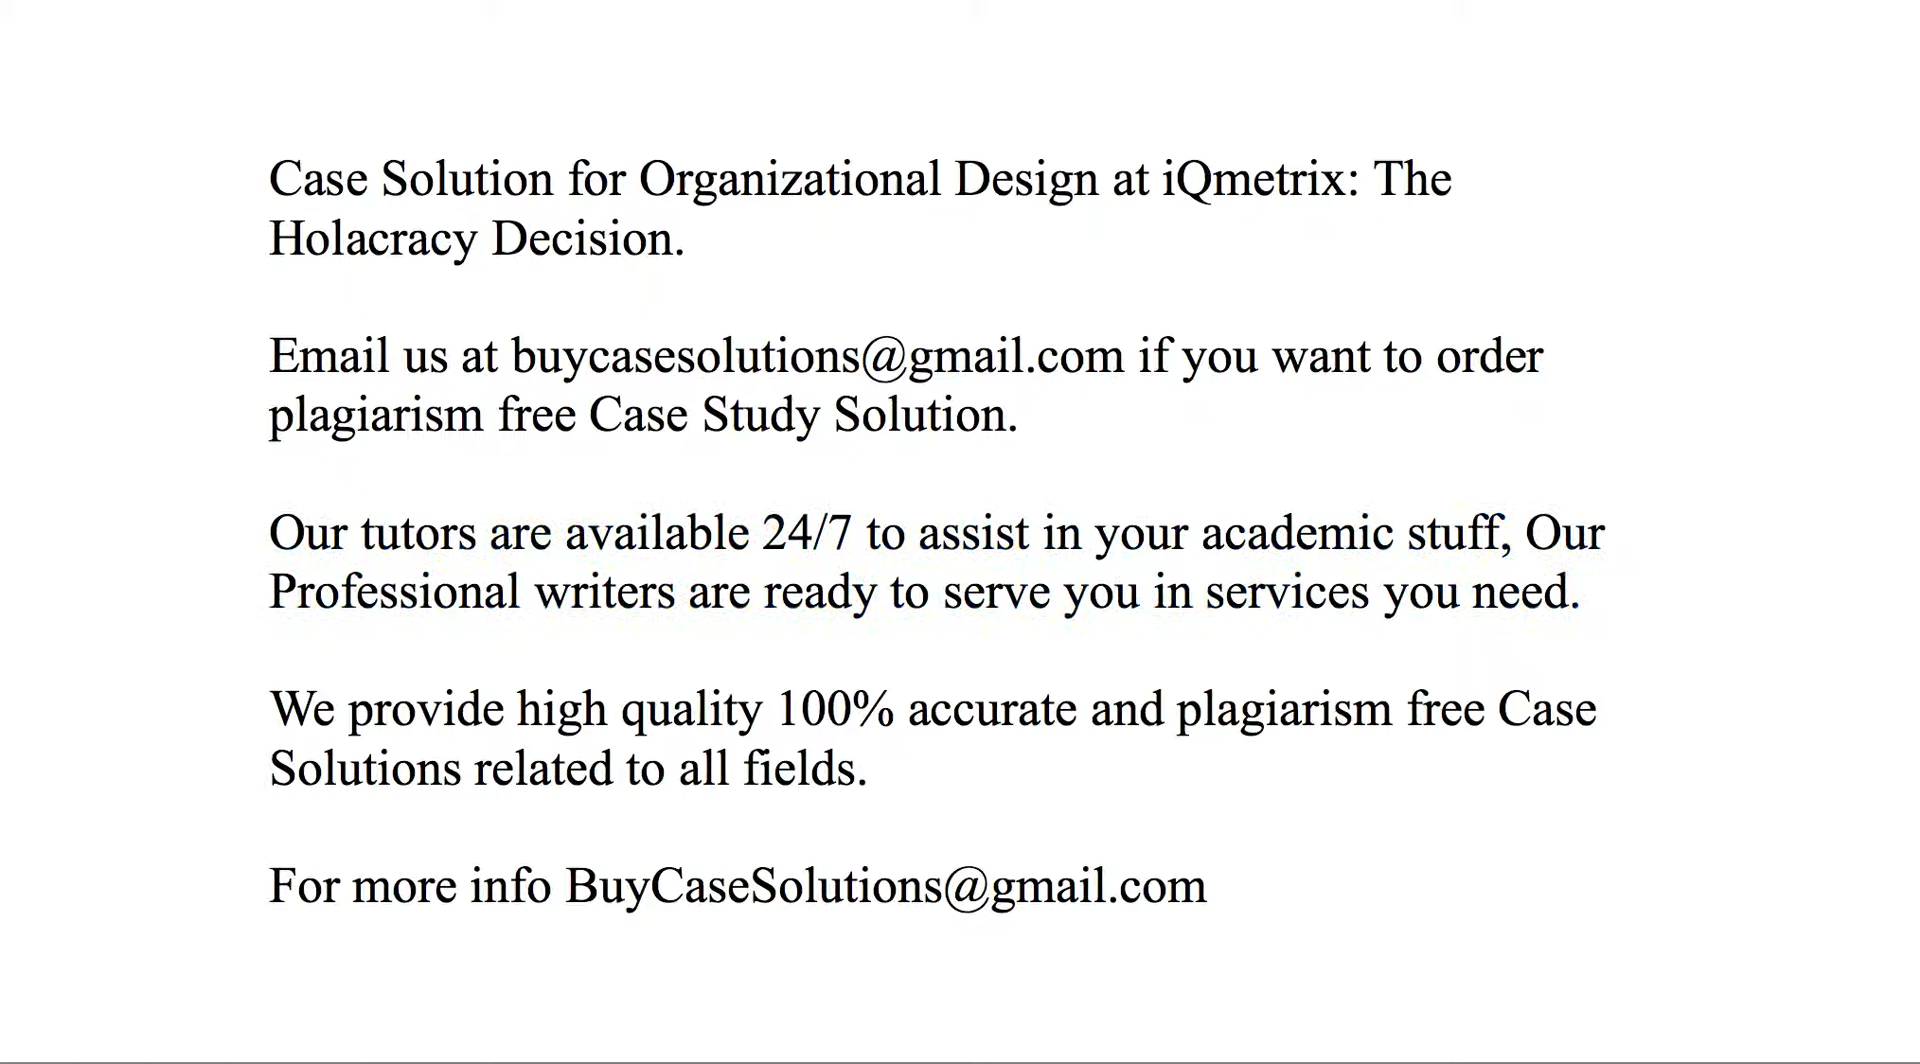 Case Solution for Organizational Design at iQmetrix: The
Holacracy Decision.
Email us at buycasesolutions@gmail.com if you want to order
plagiarism free Case Study Solution.
Our tutors are available 24/7 to assist in your academic stuff, Our
Professional writers are ready to serve you in services you need.
We provide high quality 100% accurate and plagiarism free Case
Solutions related to all fields.
For more info BuyCaseSolutions@gmail.com